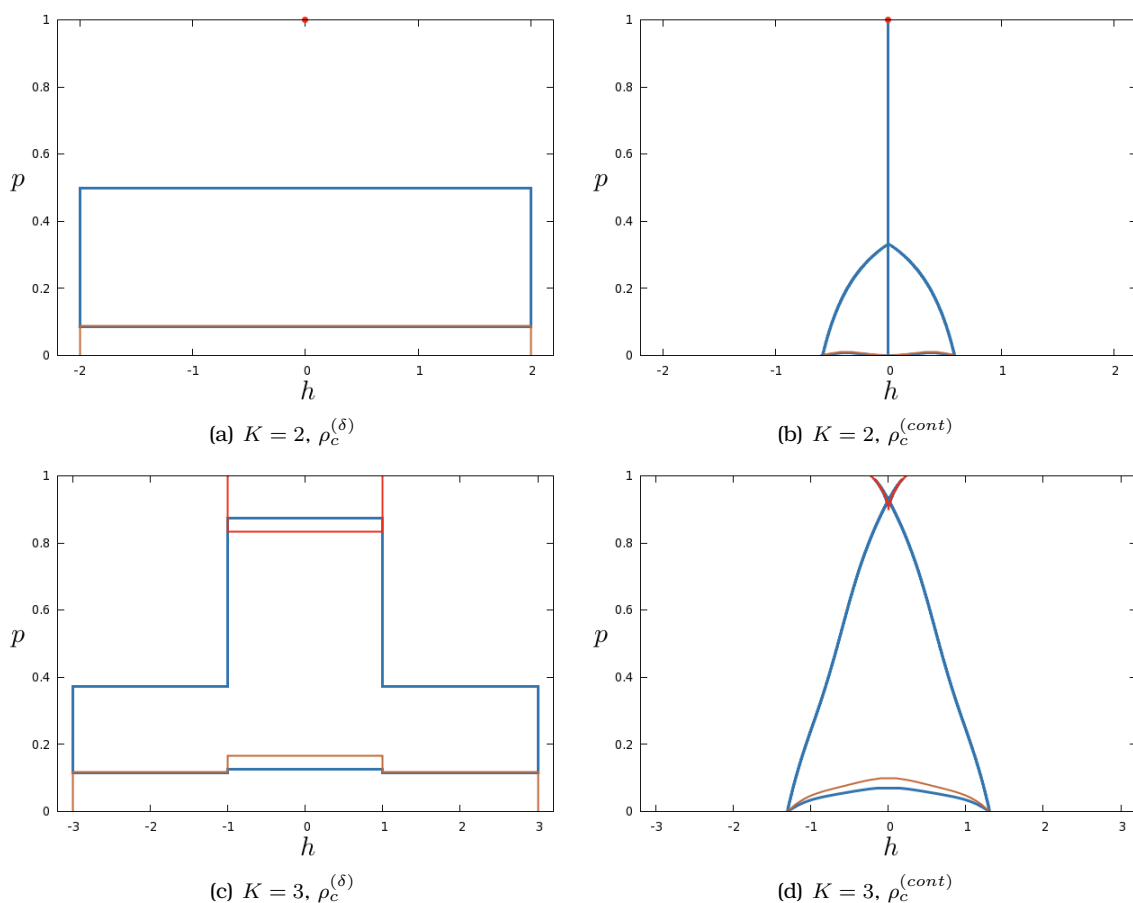 1
0.8
0.6
p
0.4
0.2
0
-2 -1 0 1 2
h
(a) K = 2, ρ_c^{(δ)}
1
0.8
0.6
p
0.4
0.2
0
-2 -1 0 1 2
h
(b) K = 2, ρ_c^{(cont)}
1
0.8
0.6
p
0.4
0.2
0
-3 -2 -1 0 1 2 3
h
(c) K = 3, ρ_c^{(δ)}
1
0.8
0.6
p
0.4
0.2
0
-3 -2 -1 0 1 2 3
h
(d) K = 3, ρ_c^{(cont)}